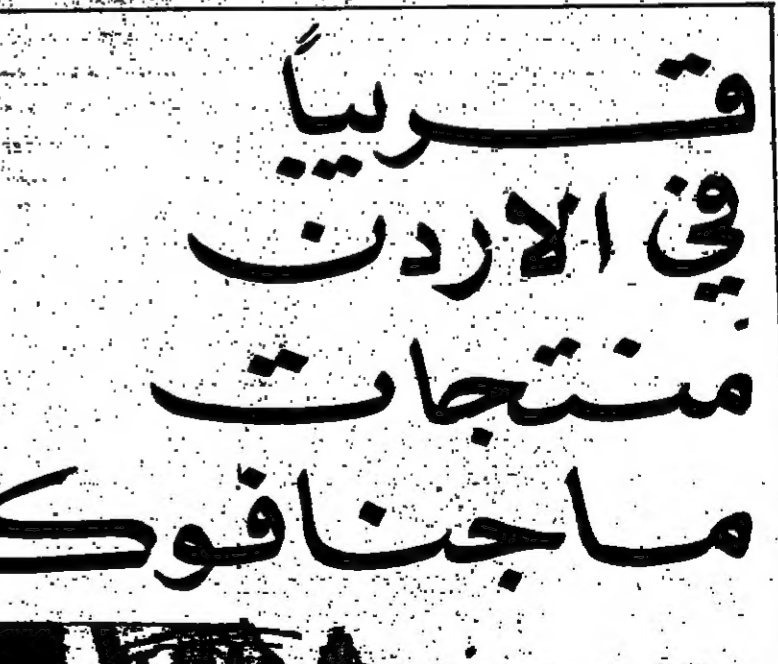 قريباً
في الاردن
منتجات
ماجنافوك